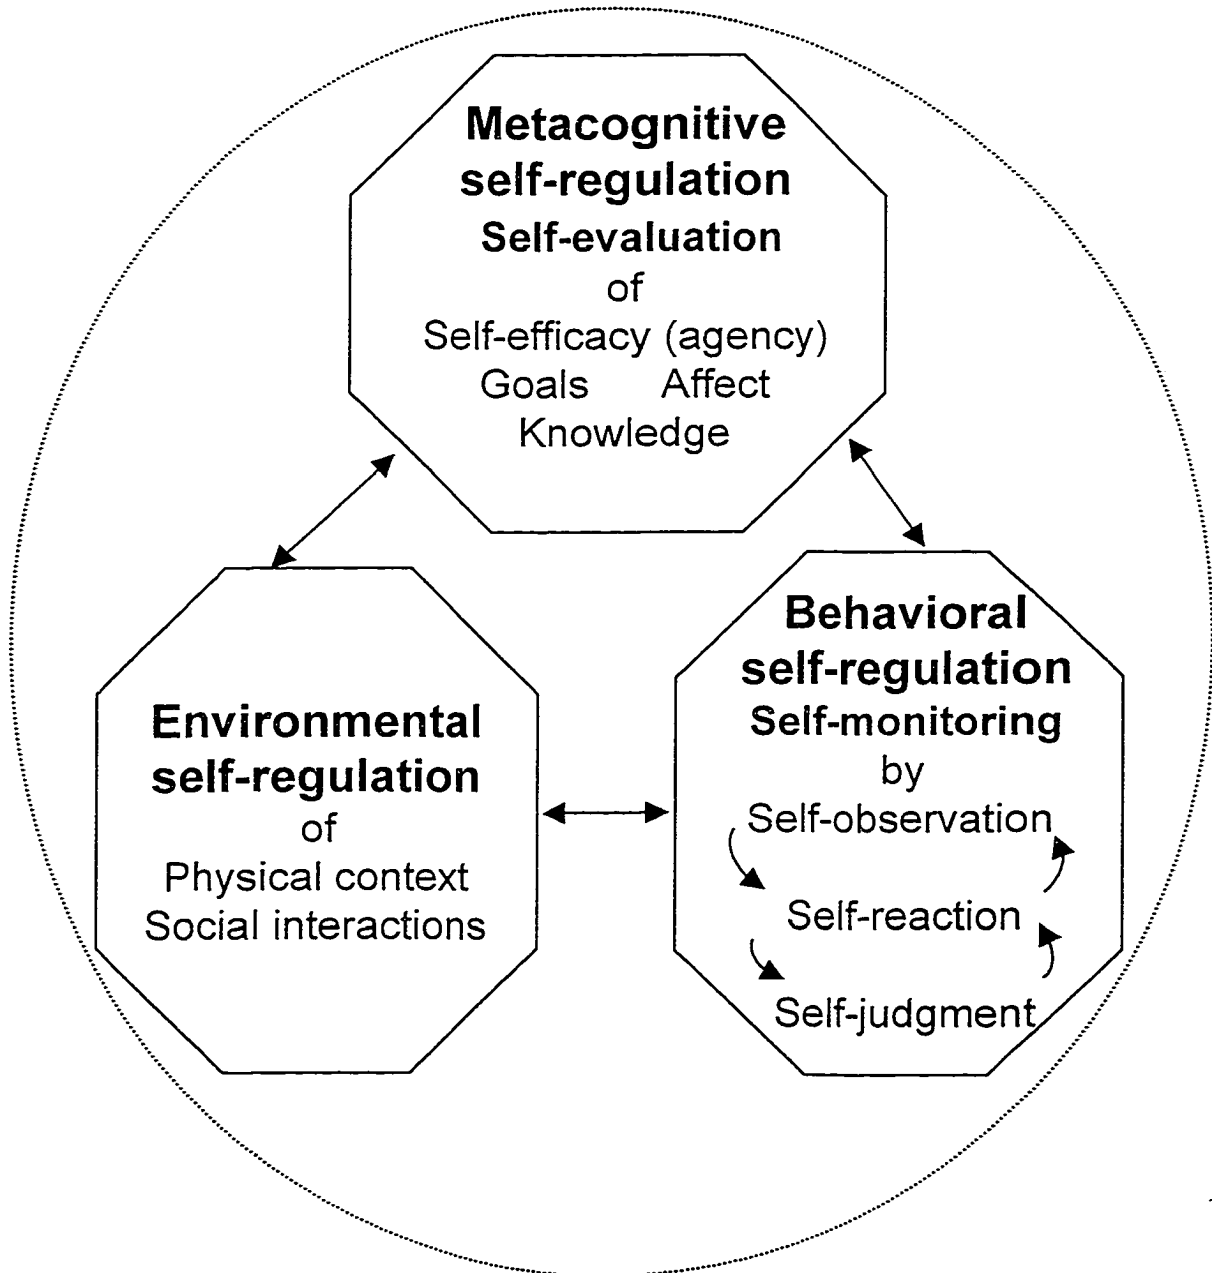 Metacognitive
self-regulation
Self-evaluation
of
Self-efficacy (agency)
Goals Affect
Knowledge
Environmental
self-regulation
of
Physical context
Social interactions
Behavioral
self-regulation
Self-monitoring
by
Self-observation
Self-reaction
Self-judgment